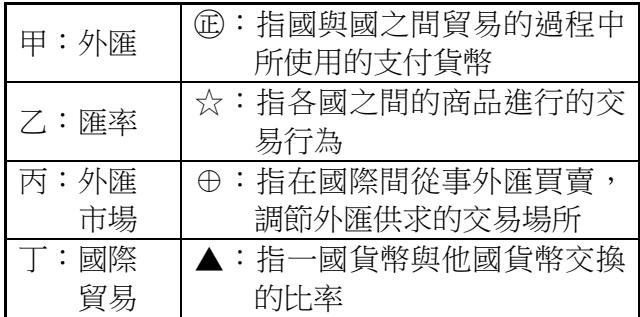 甲：外匯
㊣：指國與國之間貿易的過程中
所使用的支付貨幣
乙：匯率
☆：指各國之間的商品進行的交
易行為
丙：外匯
市場
⊕：指在國際間從事外匯買賣，
調節外匯供求的交易場所
丁：國際
貿易
▲：指一國貨幣與他國貨幣交換
的比率